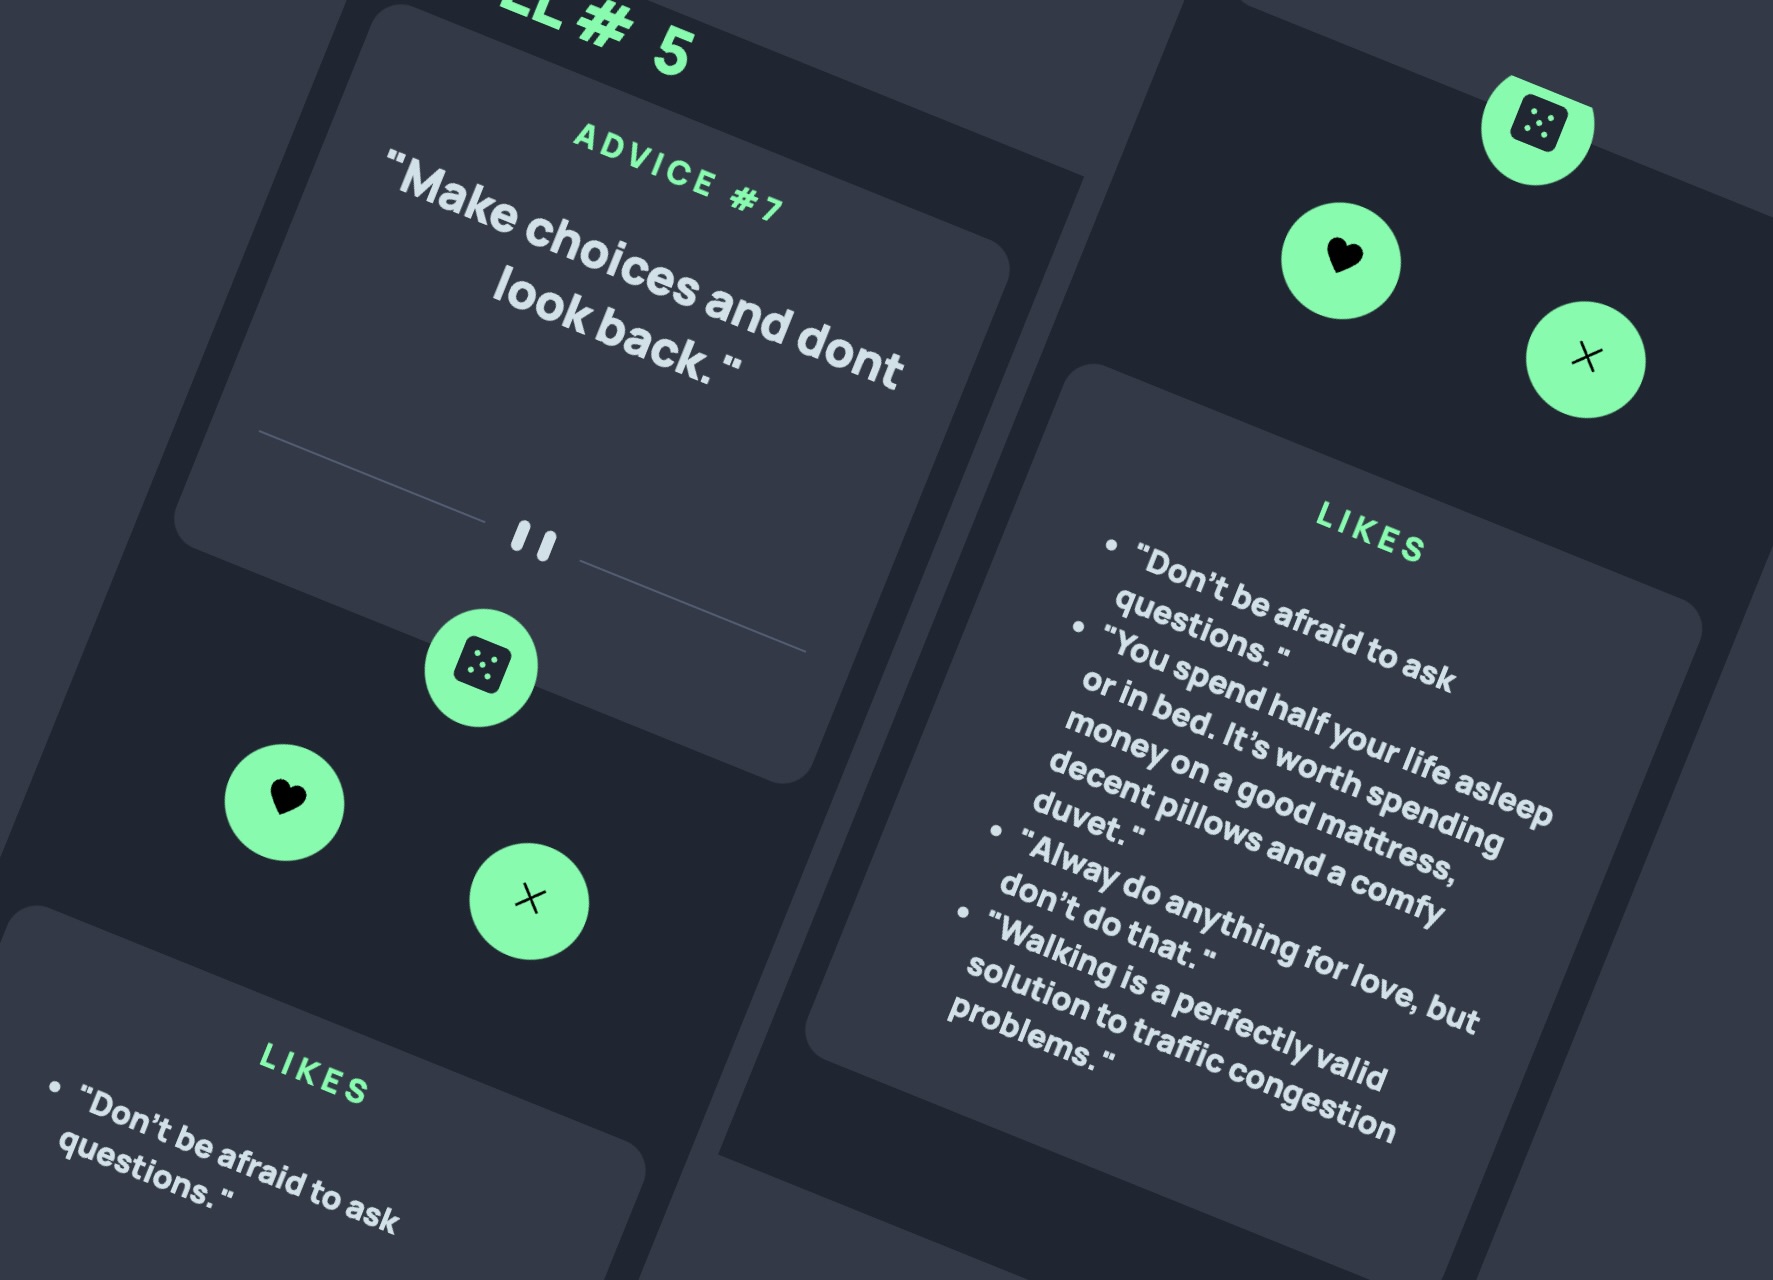 # 5
ADVICE #7
"Make choices and dont
look back."
LIKES
• "Don't be afraid to ask
questions."
LIKES
• "Don't be afraid to ask
questions."
• "You spend half your life asleep
or in bed. It's worth spending
money on a good mattress,
decent pillows and a comfy
duvet."
• "Alway do anything for love, but
don't do that."
• "Walking is a perfectly valid
solution to traffic congestion
problems."